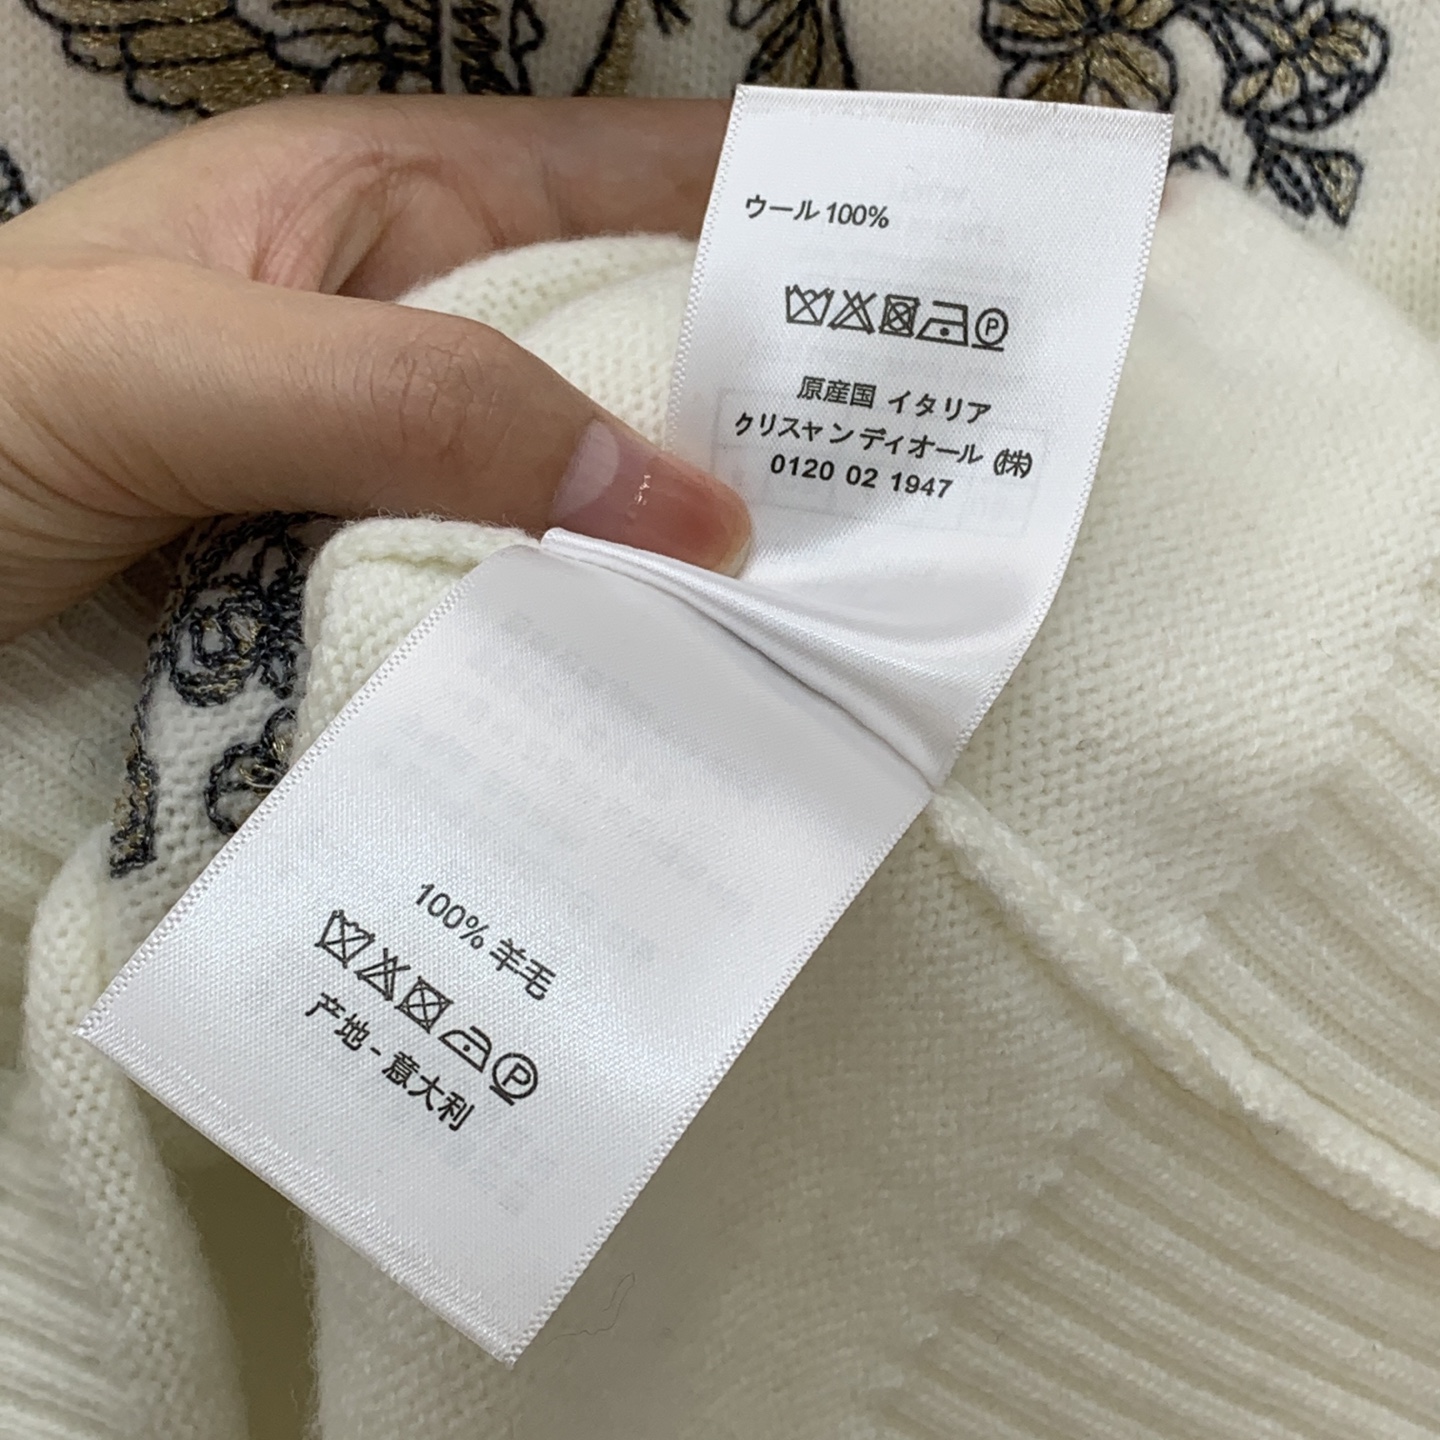 ウール 100%
P
原産国 イタリア
クリスャンディオール (株)
0120 02 1947
100% 羊毛
P
产地 - 意大利